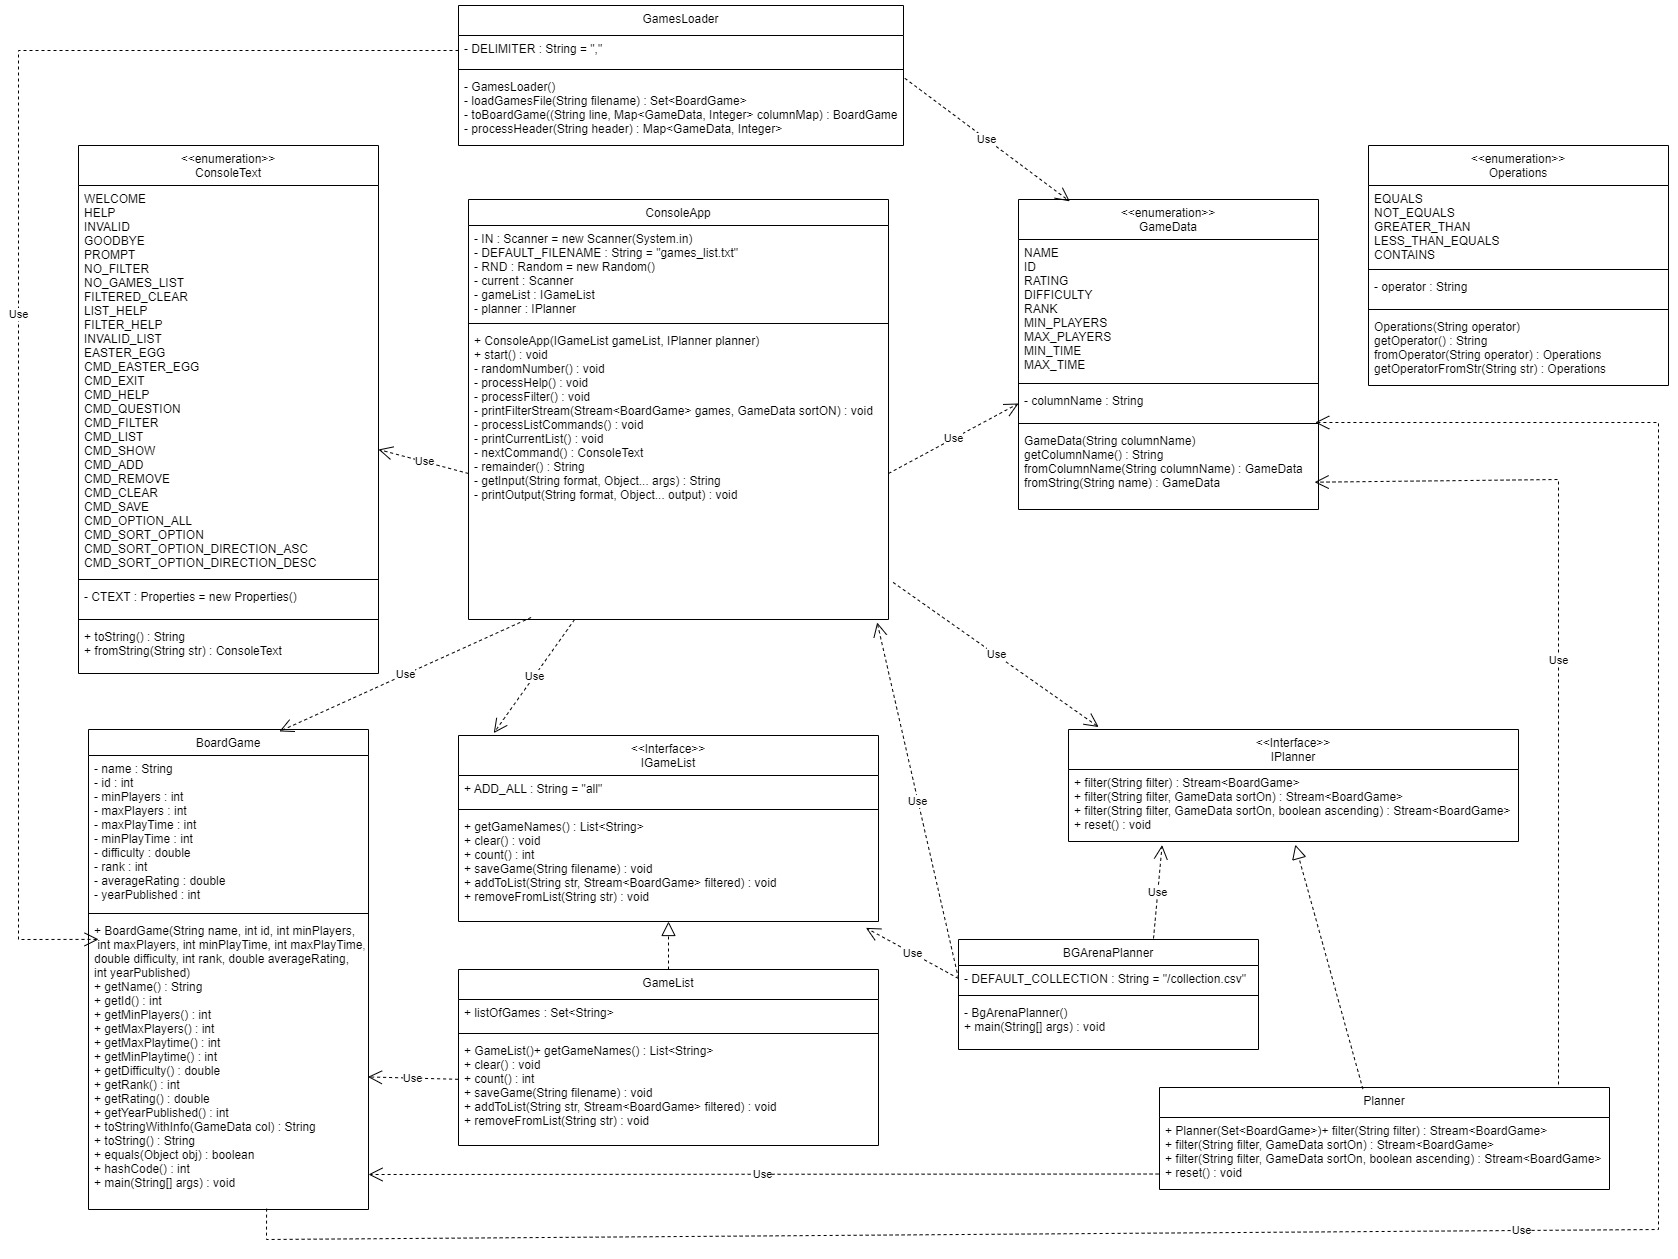 GamesLoader
- DELIMITER : String = ","
- GamesLoader()
- loadGamesFile(String filename) : Set<BoardGame>
- toBoardGame((String line, Map<GameData, Integer> columnMap) : BoardGame
- processHeader(String header) : Map<GameData, Integer>
Use
Use
<<enumeration>>
ConsoleText
WELCOME
HELP
INVALID
GOODBYE
PROMPT
NO_FILTER
NO_GAMES_LIST
FILTERED_CLEAR
LIST_HELP
FILTER_HELP
INVALID_LIST
EASTER_EGG
CMD_EASTER_EGG
CMD_EXIT
CMD_HELP
CMD_QUESTION
CMD_FILTER
CMD_LIST
CMD_SHOW
CMD_ADD
CMD_REMOVE
CMD_CLEAR
CMD_SAVE
CMD_OPTION_ALL
CMD_SORT_OPTION
CMD_SORT_OPTION_DIRECTION_ASC
CMD_SORT_OPTION_DIRECTION_DESC
- CTEXT : Properties = new Properties()
+ toString() : String
+ fromString(String str) : ConsoleText
ConsoleApp
- IN : Scanner = new Scanner(System.in)
- DEFAULT_FILENAME : String = "games_list.txt"
- RND : Random = new Random()
- current : Scanner
- gameList : IGameList
- planner : IPlanner
+ ConsoleApp(IGameList gameList, IPlanner planner)
+ start() : void
- randomNumber() : void
- processHelp() : void
- processFilter() : void
- printFilterStream(Stream<BoardGame> games, GameData sortON) : void
- processListCommands() : void
- printCurrentList() : void
- nextCommand() : ConsoleText
- remainder() : String
- getInput(String format, Object... args) : String
- printOutput(String format, Object... output) : void
Use
Use
<<enumeration>>
GameData
NAME
ID
RATING
DIFFICULTY
RANK
MIN_PLAYERS
MAX_PLAYERS
MIN_TIME
MAX_TIME
- columnName : String
GameData(String columnName)
getColumnName() : String
fromColumnName(String columnName) : GameData
fromString(String name) : GameData
<<enumeration>>
Operations
EQUALS
NOT_EQUALS
GREATER_THAN
LESS_THAN_EQUALS
CONTAINS
- operator : String
Operations(String operator)
getOperator() : String
fromOperator(String operator) : Operations
getOperatorFromStr(String str) : Operations
Use
Use
Use
Use
BoardGame
- name : String
- id : int
- minPlayers : int
- maxPlayers : int
- maxPlayTime : int
- minPlayTime : int
- difficulty : double
- rank : int
- averageRating : double
- yearPublished : int
+ BoardGame(String name, int id, int minPlayers,
int maxPlayers, int minPlayTime, int maxPlayTime,
double difficulty, int rank, double averageRating,
int yearPublished)
+ getName() : String
+ getId() : int
+ getMinPlayers() : int
+ getMaxPlayers() : int
+ getMaxPlaytime() : int
+ getMinPlaytime() : int
+ getDifficulty() : double
+ getRank() : int
+ getRating() : double
+ getYearPublished() : int
+ toStringWithInfo(GameData col) : String
+ toString() : String
+ equals(Object obj) : boolean
+ hashCode() : int
+ main(String[] args) : void
<<Interface>>
IGameList
+ ADD_ALL : String = "all"
+ getGameNames() : List<String>
+ clear() : void
+ count() : int
+ saveGame(String filename) : void
+ addToList(String str, Stream<BoardGame> filtered) : void
+ removeFromList(String str) : void
Use
<<Interface>>
IPlanner
+ filter(String filter) : Stream<BoardGame>
+ filter(String filter, GameData sortOn) : Stream<BoardGame>
+ filter(String filter, GameData sortOn, boolean ascending) : Stream<BoardGame>
+ reset() : void
Use
Use
GameList
+ listOfGames : Set<String>
+ GameList()+ getGameNames() : List<String>
+ clear() : void
+ count() : int
+ saveGame(String filename) : void
+ addToList(String str, Stream<BoardGame> filtered) : void
+ removeFromList(String str) : void
Use
BGArenaPlanner
- DEFAULT_COLLECTION : String = "/collection.csv"
- BgArenaPlanner()
+ main(String[] args) : void
Planner
+ Planner(Set<BoardGame>)+ filter(String filter) : Stream<BoardGame>
+ filter(String filter, GameData sortOn) : Stream<BoardGame>
+ filter(String filter, GameData sortOn, boolean ascending) : Stream<BoardGame>
+ reset() : void
Use
Use